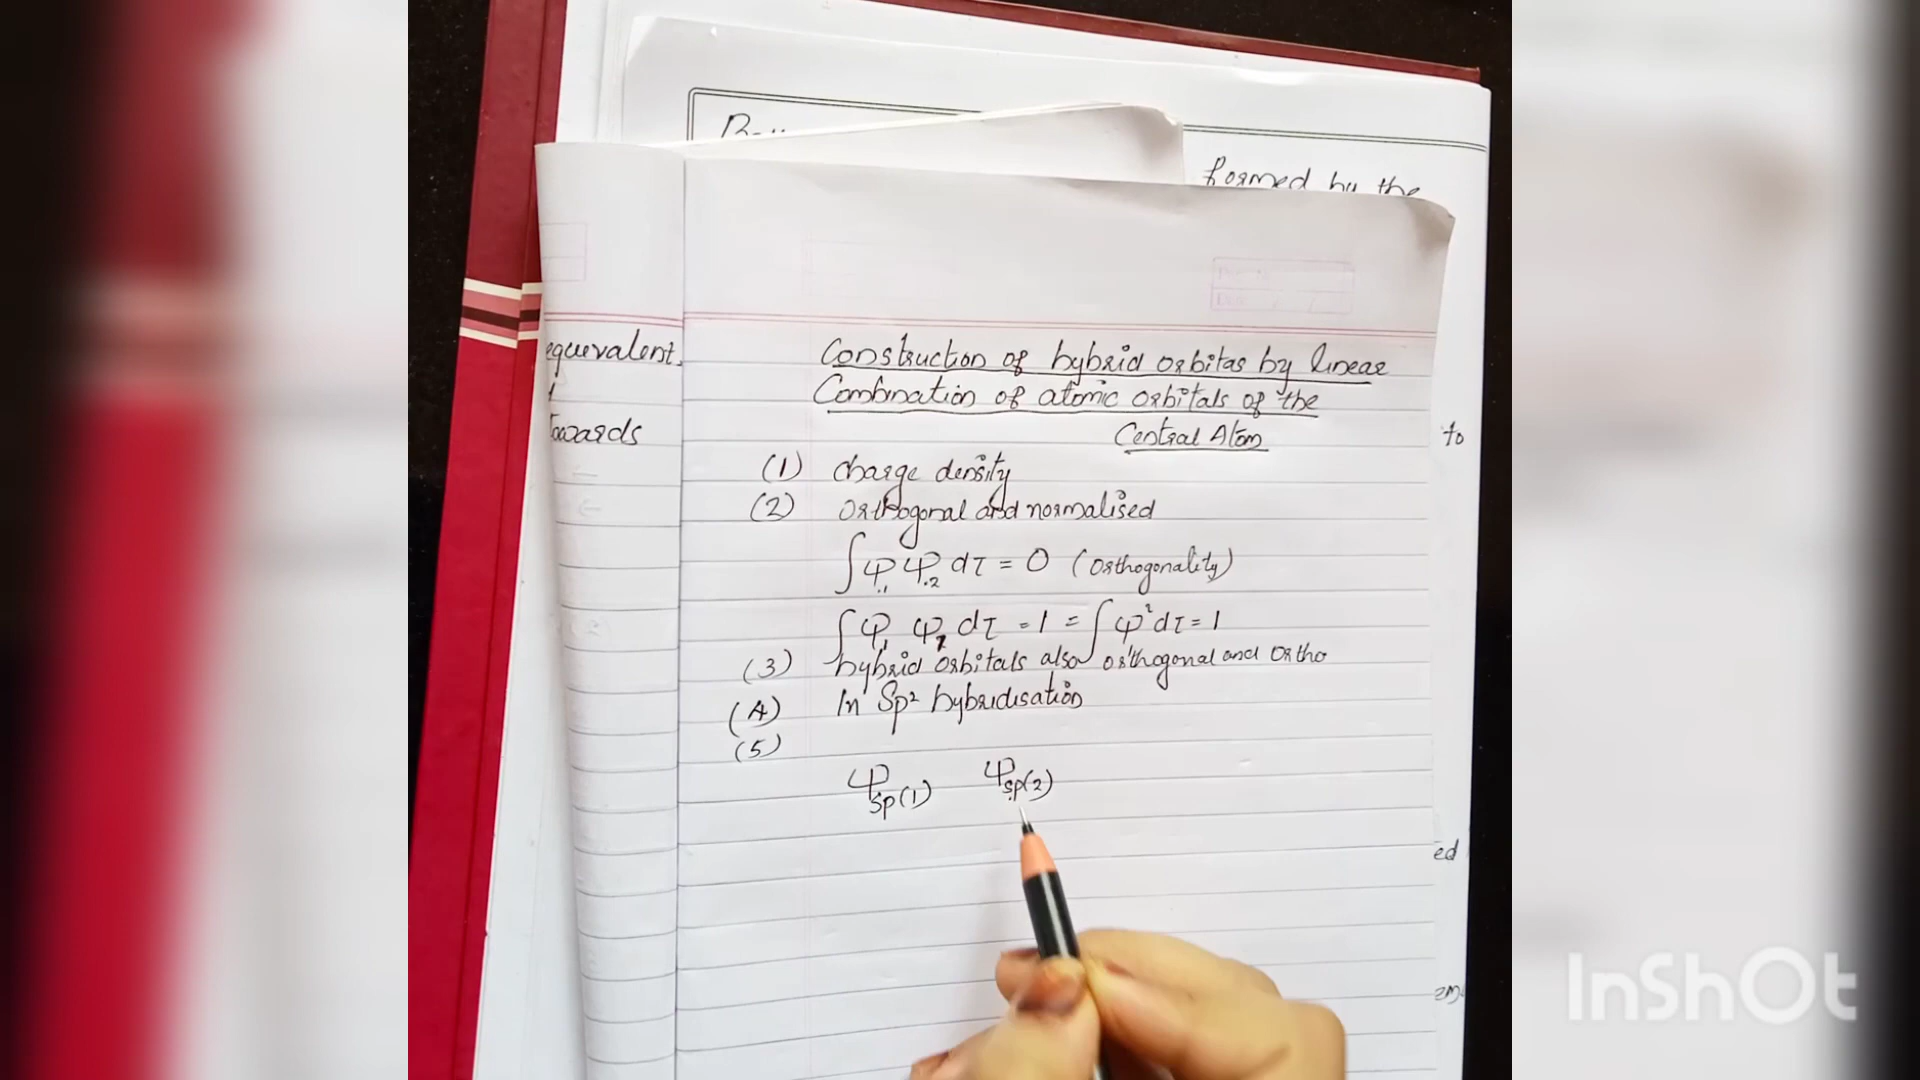 formed by the
equivalent.
towards
Construction of hybrid orbitas by linear
Combination of atomic orbitals of the
Central Atom
to
(1) charge density
(2) Orthogonal and normalised
∫φ₁ φ₂ dτ = 0 (orthogonality)
∫φ₁ φ₁ dτ = 1 = ∫φ² dτ = 1
(3) hybrid orbitals also orthogonal and ortho
(4) In Sp² hybridisation
(5)
φsp(1) φsp(2)
ed
InShOt